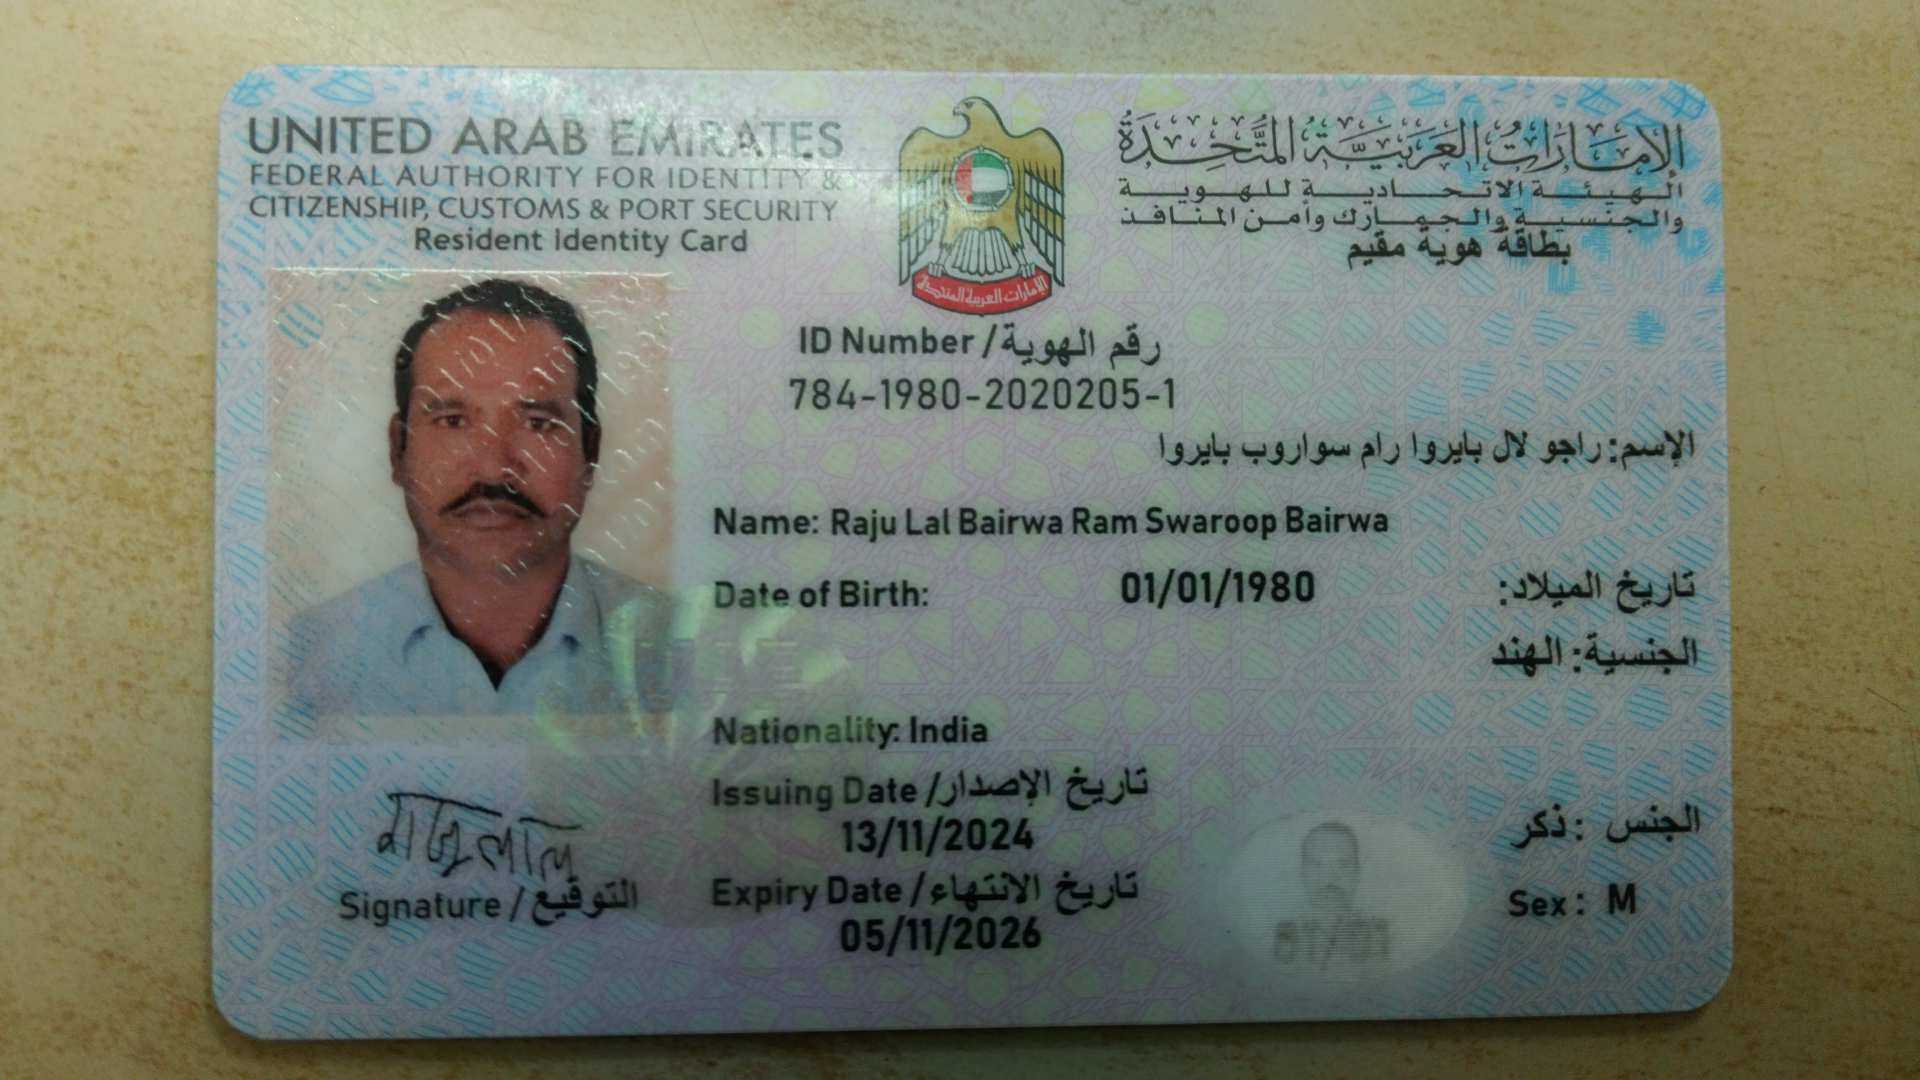 UNITED ARAB EMIRATES
FEDERAL AUTHORITY FOR IDENTITY &
CITIZENSHIP, CUSTOMS & PORT SECURITY
Resident Identity Card
الإمارات العربية المتحدة
الهيئة الاتحادية للهوية
والجنسية والجمارك وأمن المنافذ
بطاقة هوية مقيم
الإمارات العربية المتحدة
ID Number / رقم الهوية
784-1980-2020205-1
الإسم: راجو لال بايروا رام سواروب بايروا
Name: Raju Lal Bairwa Ram Swaroop Bairwa
Date of Birth: 01/01/1980 تاريخ الميلاد:
الجنسية: الهند
Nationality: India
Issuing Date / تاريخ الإصدار
13/11/2024
Expiry Date / تاريخ الانتهاء
05/11/2026
الجنس : ذكر
Sex : M
राजुलाल
Signature / التوقيع